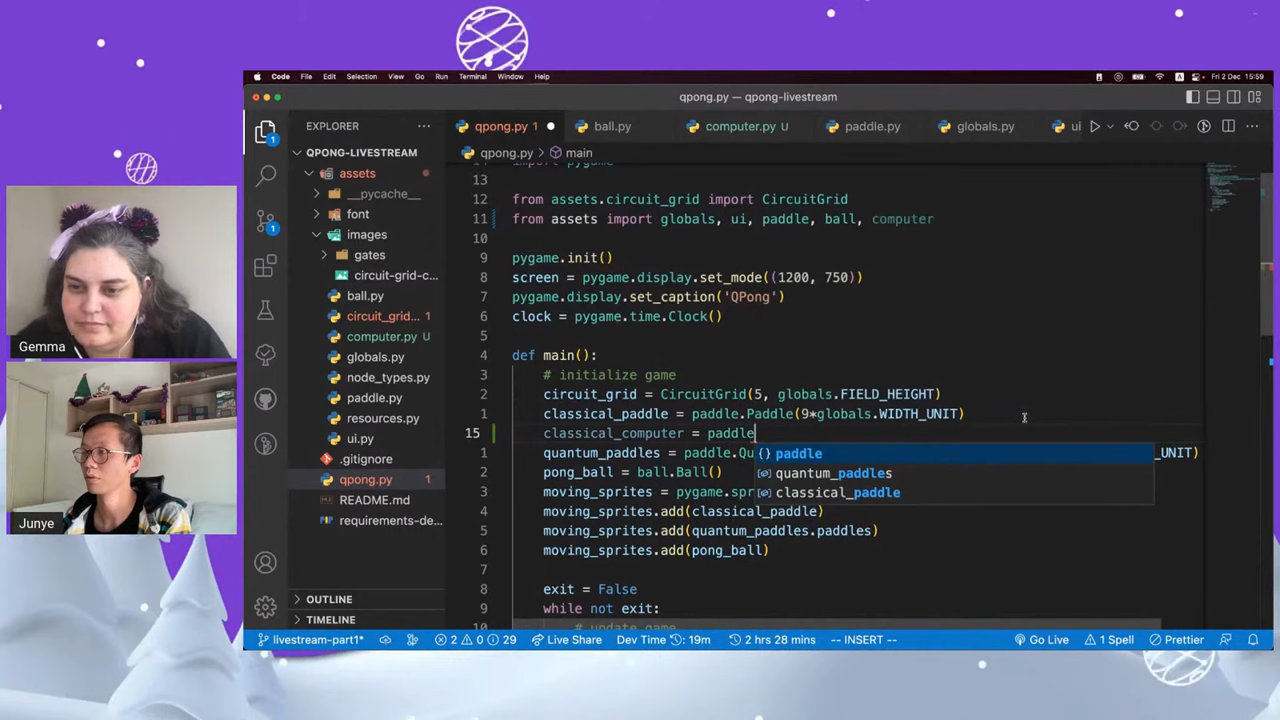 Code File Edit Selection View Go Run Terminal Window Help
A Fri 2 Dec 15:59
qpong.py — qpong-livestream
EXPLORER
qpong.py 1
ball.py
computer.py U
paddle.py
globals.py
ui
qpong.py > main
QPONG-LIVESTREAM
assets
__pycache__
font
images
gates
circuit-grid-c...
ball.py
circuit_grid... 1
computer.py U
globals.py
node_types.py
paddle.py
resources.py
ui.py
.gitignore
qpong.py 1
README.md
requirements-de...
OUTLINE
TIMELINE
1
1
14 import pygame
13
12 from assets.circuit_grid import CircuitGrid
11 from assets import globals, ui, paddle, ball, computer
10
9 pygame.init()
8 screen = pygame.display.set_mode((1200, 750))
7 pygame.display.set_caption('QPong')
6 clock = pygame.time.Clock()
5
4 def main():
3 # initialize game
2 circuit_grid = CircuitGrid(5, globals.FIELD_HEIGHT)
1 classical_paddle = paddle.Paddle(9*globals.WIDTH_UNIT)
15 classical_computer = paddle
1 quantum_paddles = paddle.Qu _UNIT)
2 pong_ball = ball.Ball()
3 moving_sprites = pygame.spr
4 moving_sprites.add(classical_paddle)
5 moving_sprites.add(quantum_paddles.paddles)
6 moving_sprites.add(pong_ball)
7
8 exit = False
9 while not exit:
10 # update game
{} paddle
quantum_paddles
classical_paddle
livestream-part1* 2 0 29 Live Share Dev Time: 19m 2 hrs 28 mins -- INSERT -- Go Live 1 Spell Prettier
Gemma
Junye